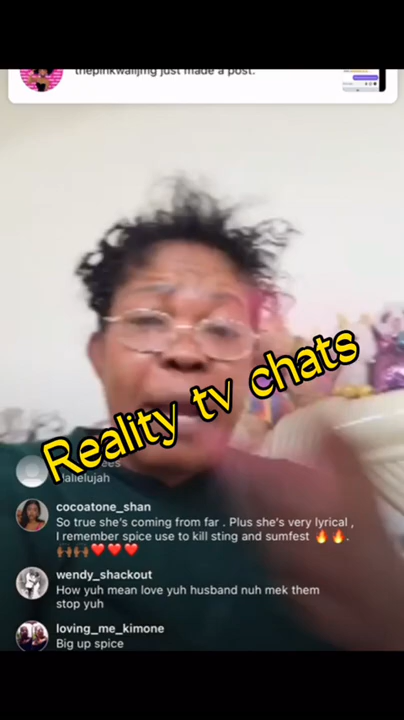 thepinkwalljmg just made a post.
Reality tv chats
Hallelujah
cocoatone_shan
So true she's coming from far . Plus she's very lyrical ,
I remember spice use to kill sting and sumfest 🔥🔥.
🙌🏾🙌🏾❤️❤️❤️
wendy_shackout
How yuh mean love yuh husband nuh mek them
stop yuh
loving_me_kimone
Big up spice